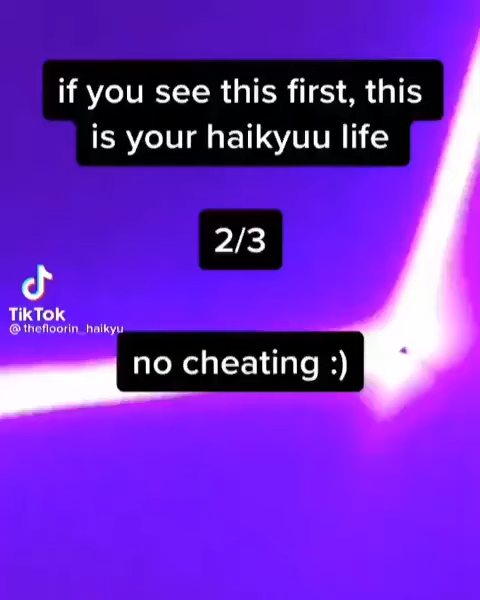 if you see this first, this
is your haikyuu life
2/3
TikTok
@thefloorin_haikyu
no cheating :)